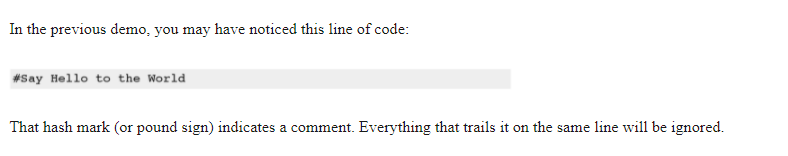 In the previous demo, you may have noticed this line of code:
#Say Hello to the World
That hash mark (or pound sign) indicates a comment. Everything that trails it on the same line will be ignored.